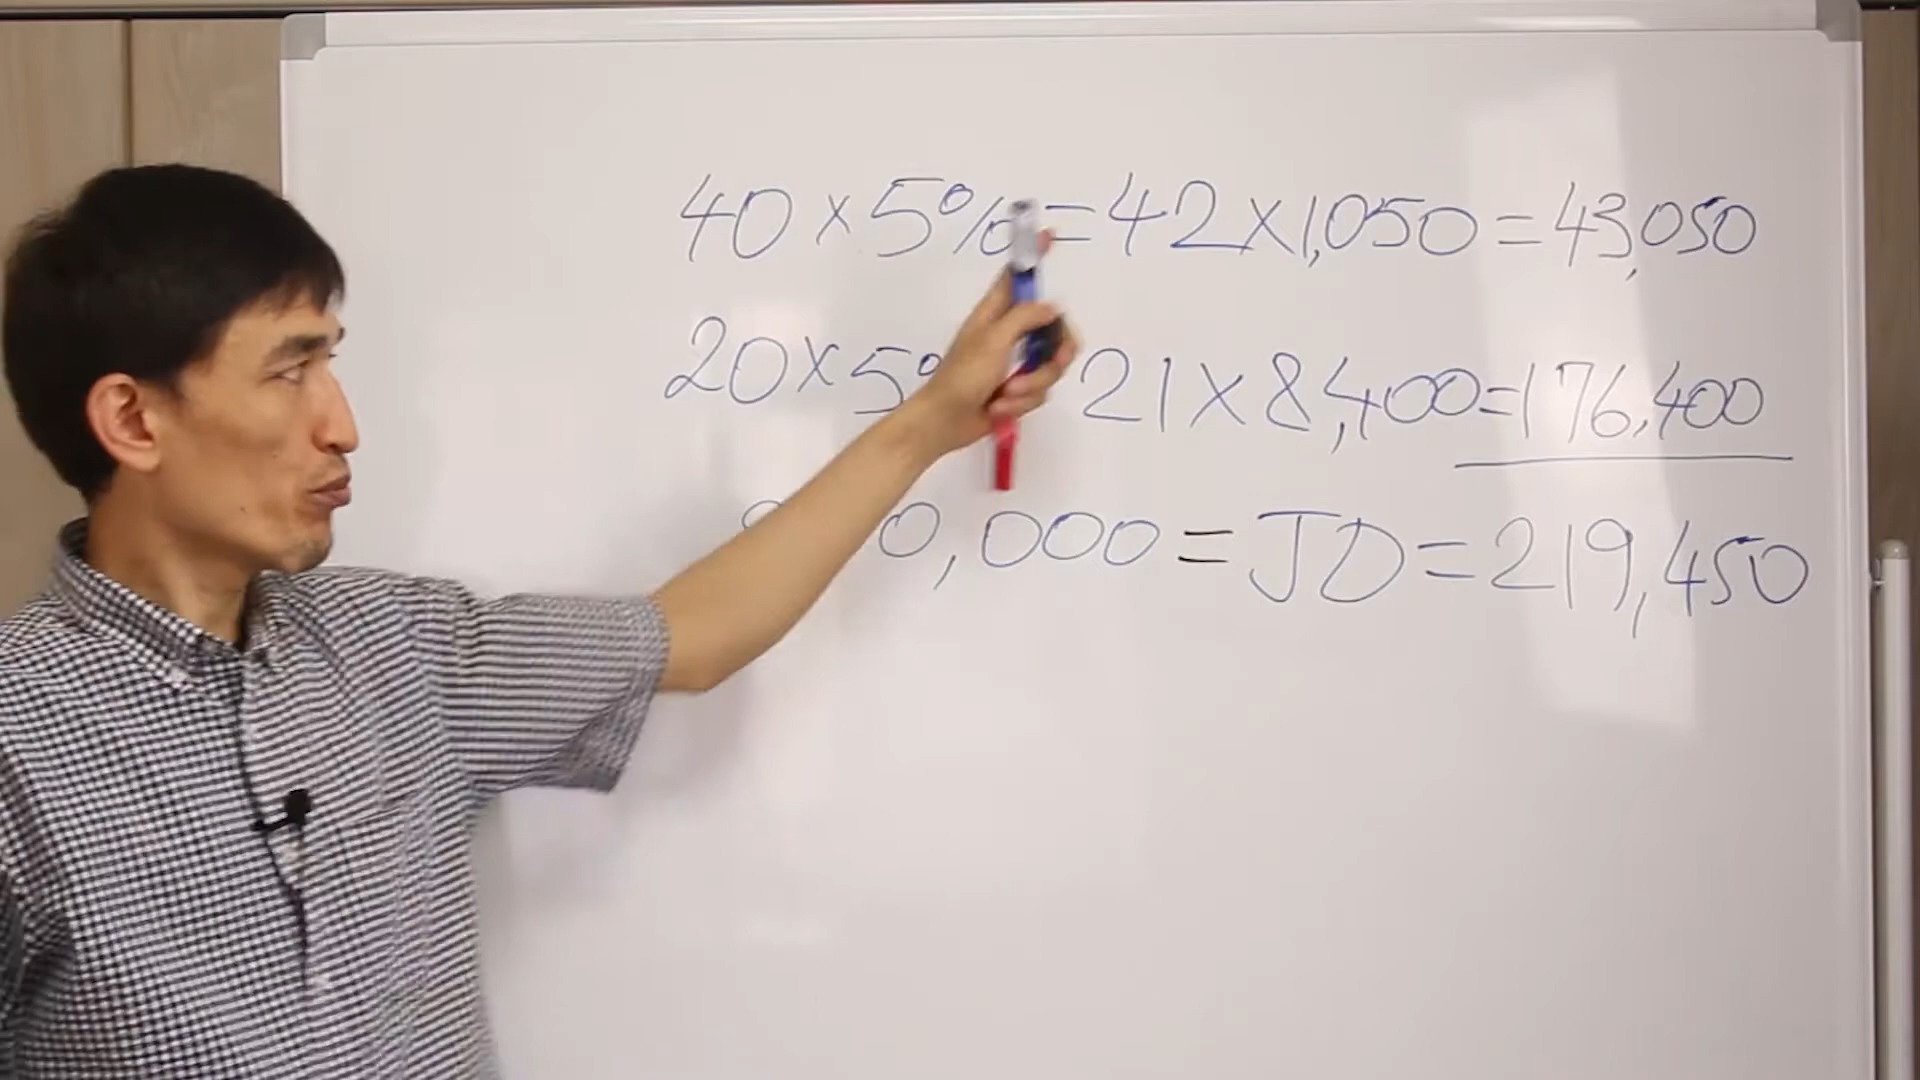 40 x 5% = 42 x 1,050 = 43,050
20 x 5% 21 x 8,400 = 176,400
0,000 = JD = 219,450